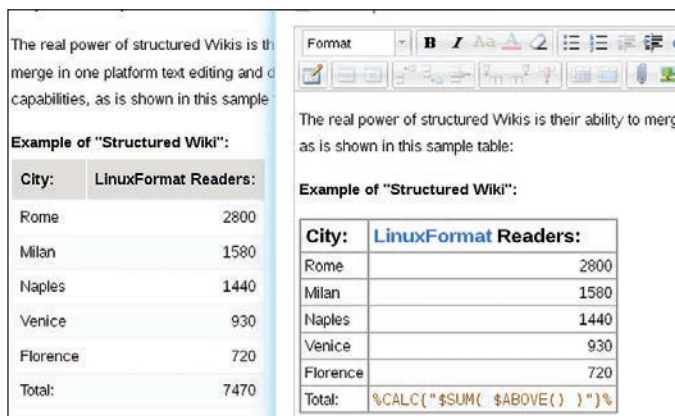 The real power of structured Wikis is th
merge in one platform text editing and d
capabilities, as is shown in this sample
Example of "Structured Wiki":
City: LinuxFormat Readers:
Rome 2800
Milan 1580
Naples 1440
Venice 930
Florence 720
Total: 7470
Format B I Aa A
The real power of structured Wikis is their ability to merg
as is shown in this sample table:
Example of "Structured Wiki":
City: LinuxFormat Readers:
Rome 2800
Milan 1580
Naples 1440
Venice 930
Florence 720
Total: %CALC{"$SUM( $ABOVE() )"}%